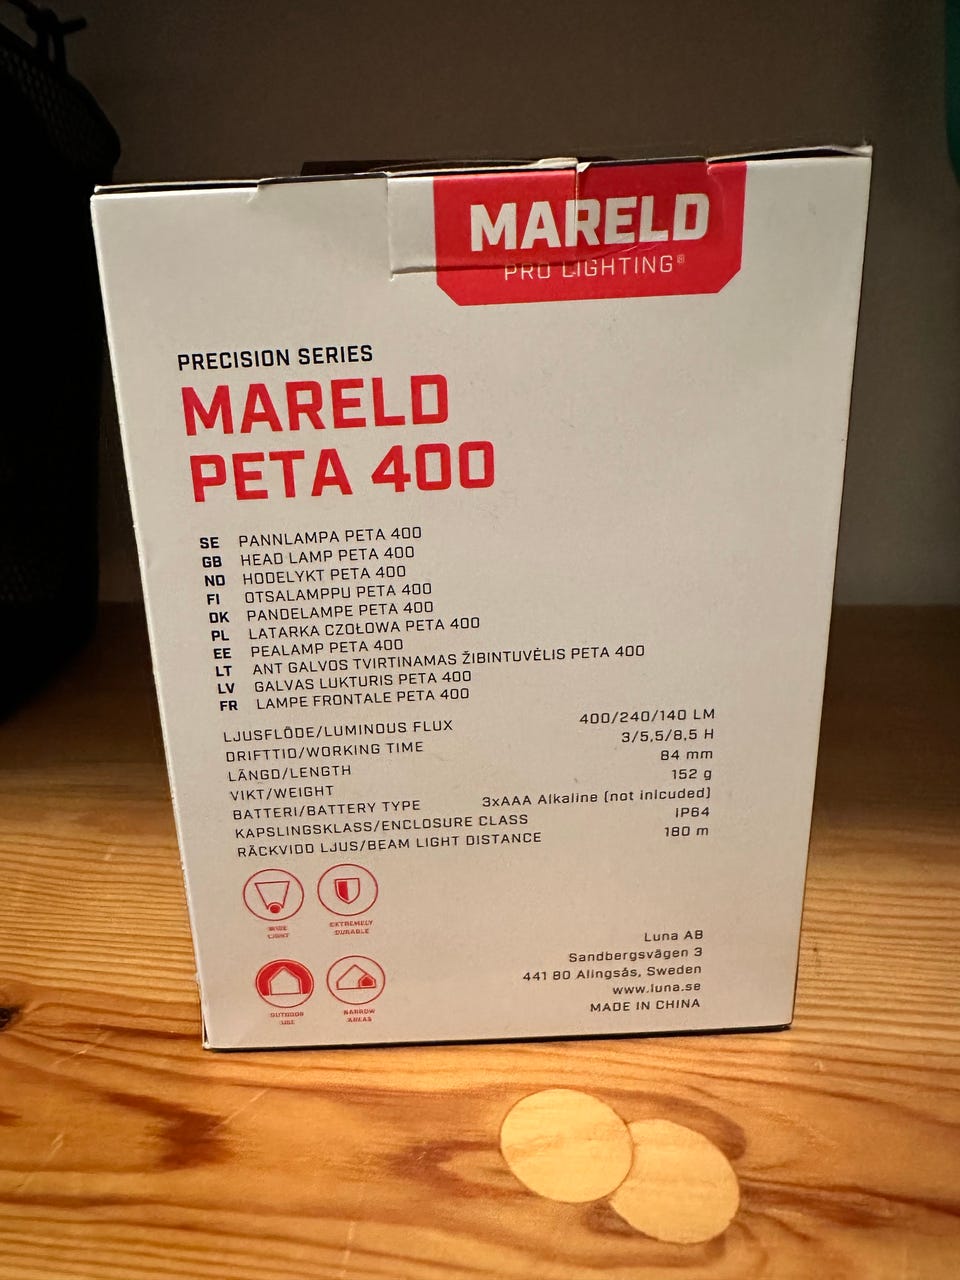 MARELD
PRO LIGHTING®
PRECISION SERIES
MARELD
PETA 400
SE PANNLAMPA PETA 400
GB HEAD LAMP PETA 400
NO HODELYKT PETA 400
FI OTSALAMPPU PETA 400
DK PANDELAMPE PETA 400
PL LATARKA CZOŁOWA PETA 400
EE PEALAMP PETA 400
LT ANT GALVOS TVIRTINAMAS ŽIBINTUVĖLIS PETA 400
LV GALVAS LUKTURIS PETA 400
FR LAMPE FRONTALE PETA 400
LJUSFLÖDE/LUMINOUS FLUX 400/240/140 LM
DRIFTTID/WORKING TIME 3/5,5/8,5 H
LÄNGD/LENGTH 84 mm
VIKT/WEIGHT 152 g
BATTERI/BATTERY TYPE 3xAAA Alkaline (not inlcuded)
KAPSLINGSKLASS/ENCLOSURE CLASS IP64
RÄCKVIDD LJUS/BEAM LIGHT DISTANCE 180 m
WIDE
LIGHT
EXTREMELY
DURABLE
OUTDOOR
USE
NARROW
AREAS
Luna AB
Sandbergsvägen 3
441 80 Alingsås, Sweden
www.luna.se
MADE IN CHINA